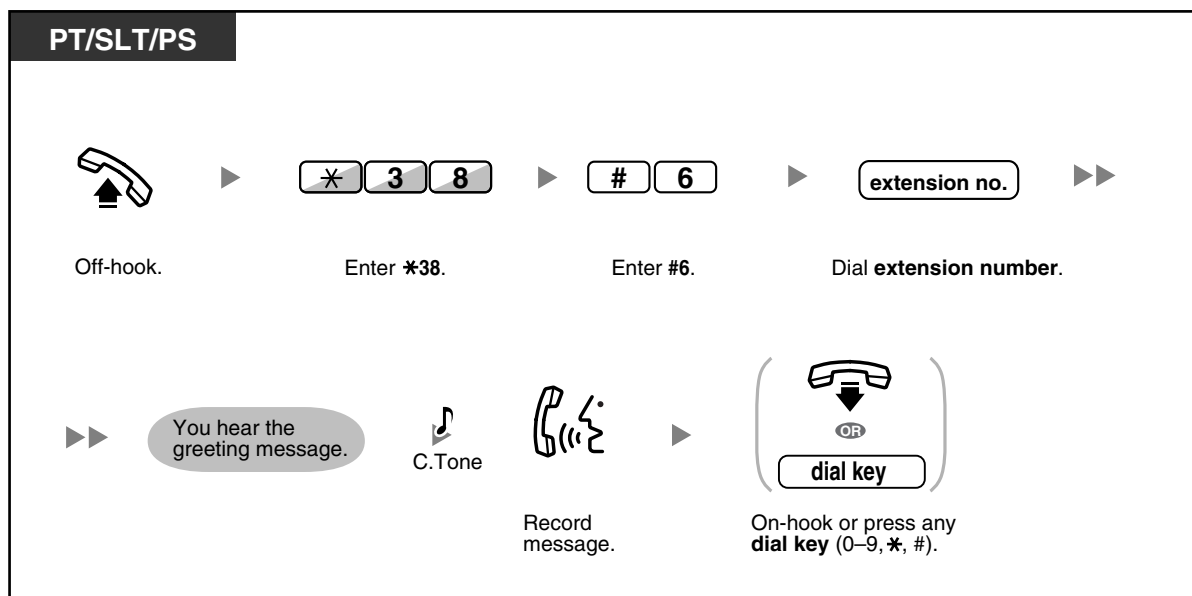 PT/SLT/PS
✳ 3 8 # 6 extension no.
Off-hook. Enter ✳38. Enter #6. Dial extension number.
You hear the
greeting message.
C.Tone
OR
dial key
Record
message.
On-hook or press any
dial key (0–9, ✳, #).